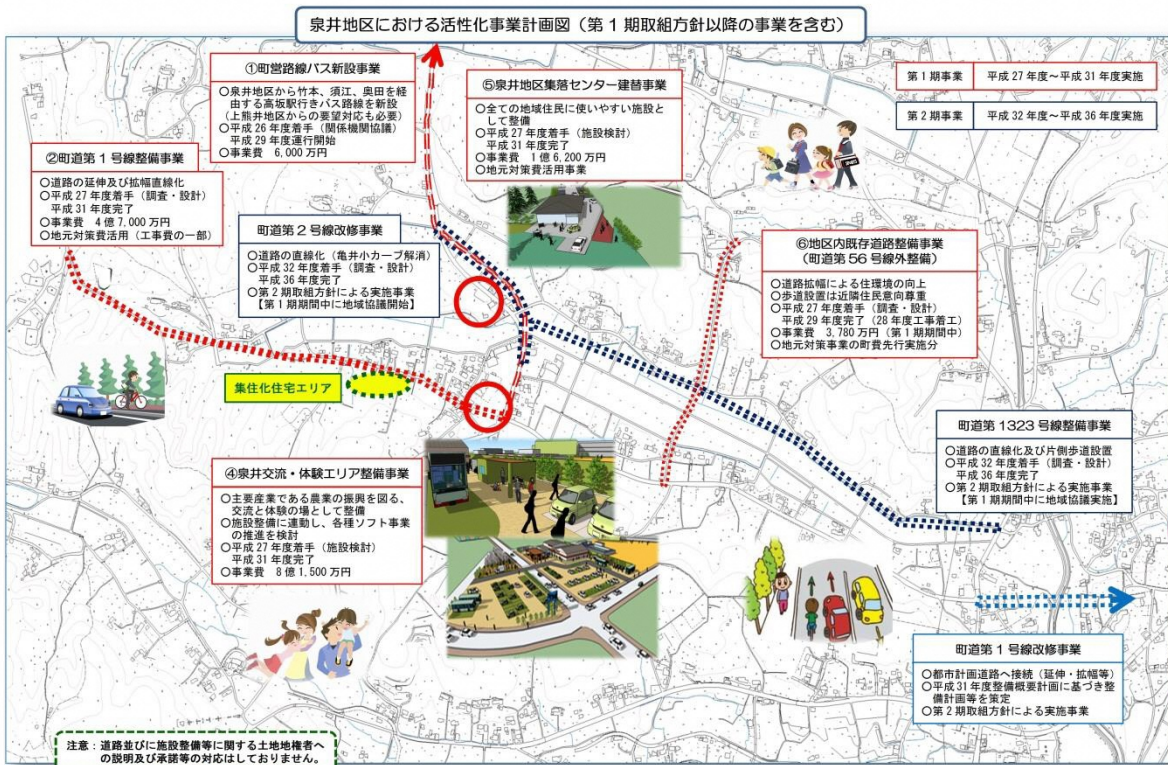 泉井地区における活性化事業計画図（第1期取組方針以降の事業を含む）
第1期事業 平成27年度～平成31年度実施
第2期事業 平成32年度～平成36年度実施
①町営路線バス新設事業
○泉井地区から竹本、須江、奥田を経
由する高坂駅行きバス路線を新設
（上熊井地区からの要望対応も必要）
○平成26年度着手（関係機関協議）
平成29年度運行開始
○事業費 6,000万円
⑤泉井地区集落センター建替事業
○全ての地域住民に使いやすい施設と
して整備
○平成27年度着手（施設検討）
平成31年度完了
○事業費 1億6,200万円
○地元対策費活用事業
②町道第1号線整備事業
○道路の延伸及び拡幅直線化
○平成27年度着手（調査・設計）
平成31年度完了
○事業費 4億7,000万円
○地元対策費活用（工事費の一部）
町道第2号線改修事業
○道路の直線化（亀井小カーブ解消）
○平成32年度着手（調査・設計）
平成36年度完了
○第2期取組方針による実施事業
【第1期期間中に地域協議開始】
⑥地区内既存道路整備事業
（町道第56号線外整備）
○道路拡幅による住環境の向上
○歩道設置は近隣住民意向尊重
○平成27年度着手（調査・設計）
平成29年度完了（28年度工事着工）
○事業費 3,780万円（第1期期間中）
○地元対策事業の町費先行実施分
集住化住宅エリア
町道第1323号線整備事業
○道路の直線化及び片側歩道設置
○平成32年度着手（調査・設計）
平成36年度完了
○第2期取組方針による実施事業
【第1期期間中に地域協議実施】
④泉井交流・体験エリア整備事業
○主要産業である農業の振興を図る、
交流と体験の場として整備
○施設整備に連動し、各種ソフト事業
の推進を検討
○平成27年度着手（施設検討）
平成31年度完了
○事業費 8億1,500万円
町道第1号線改修事業
○都市計画道路へ接続（延伸・拡幅等）
○平成31年度整備概要計画に基づき整
備計画等を策定
○第2期取組方針による実施事業
注意：道路並びに施設整備等に関する土地地権者へ
の説明及び承諾等の対応はしておりません。